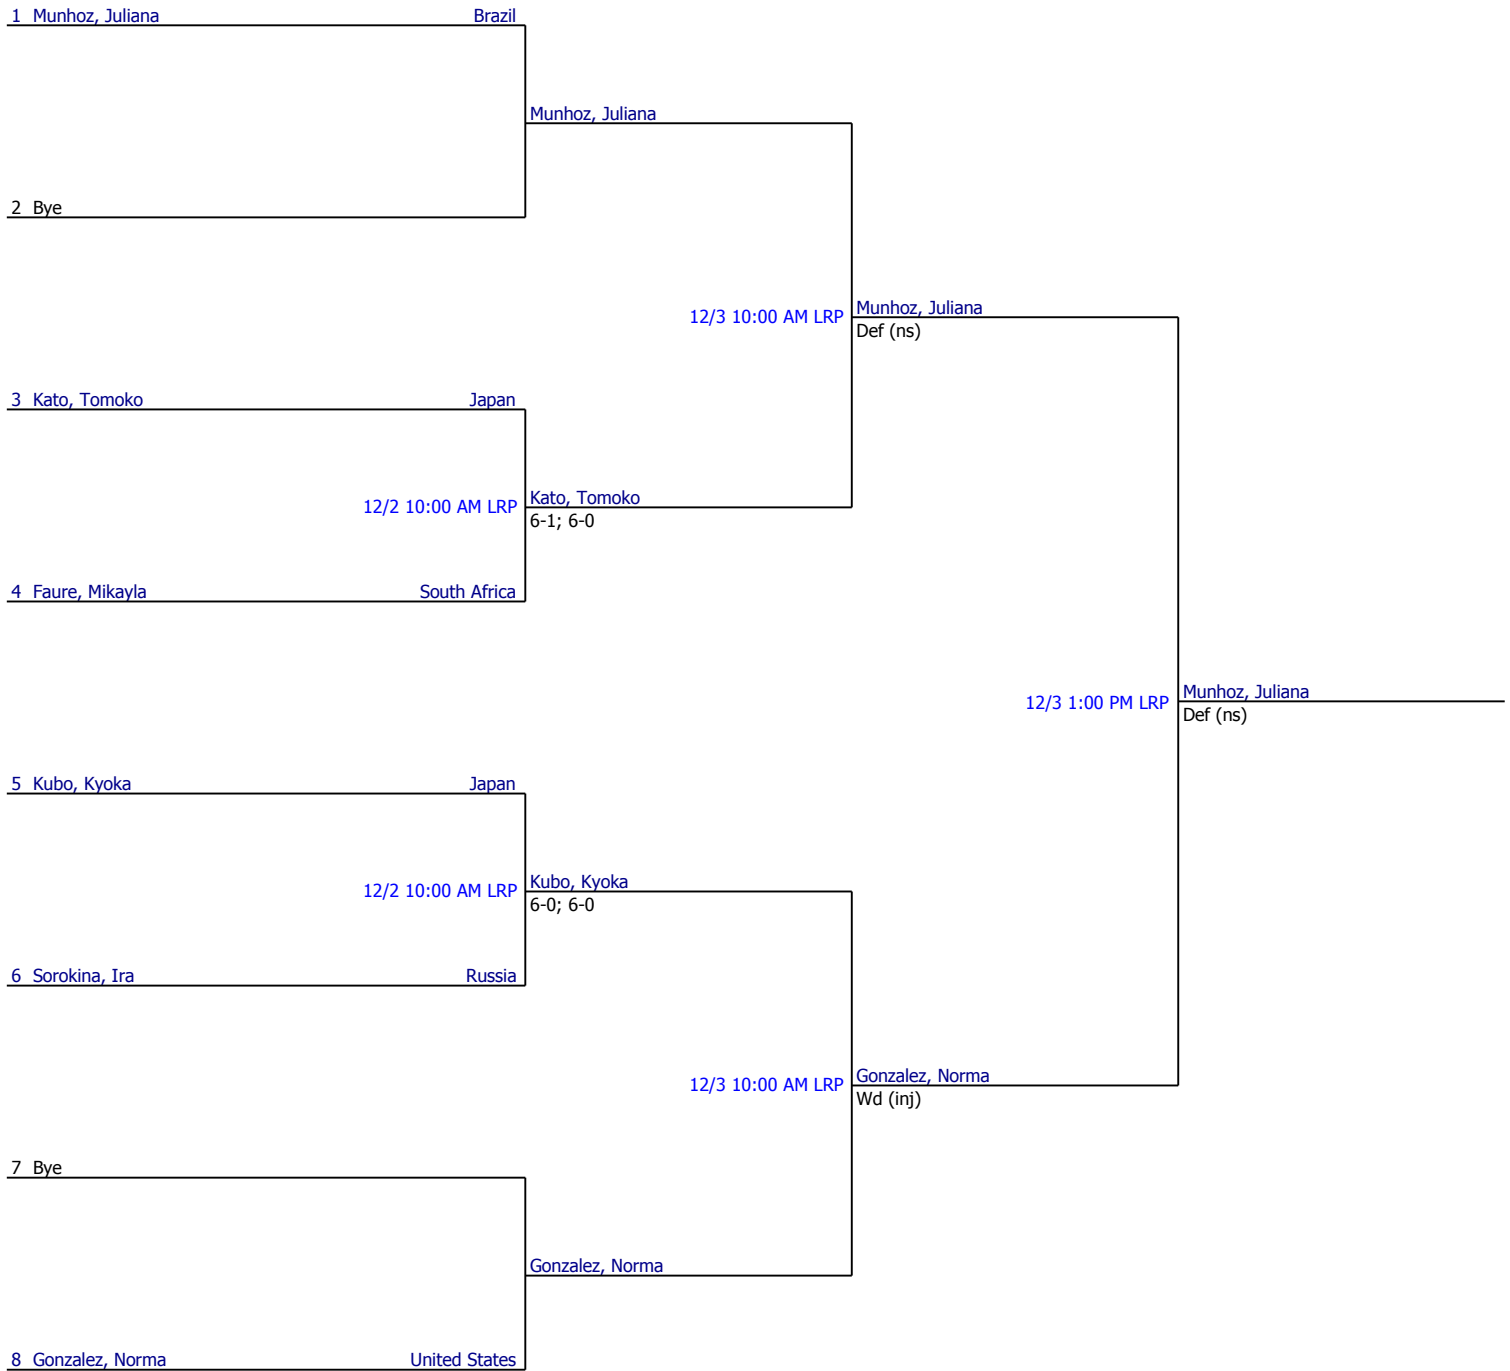 1 Munhoz, Juliana Brazil
Munhoz, Juliana
2 Bye
12/3 10:00 AM LRP Munhoz, Juliana
Def (ns)
3 Kato, Tomoko Japan
12/2 10:00 AM LRP Kato, Tomoko
6-1; 6-0
4 Faure, Mikayla South Africa
12/3 1:00 PM LRP Munhoz, Juliana
Def (ns)
5 Kubo, Kyoka Japan
12/2 10:00 AM LRP Kubo, Kyoka
6-0; 6-0
6 Sorokina, Ira Russia
12/3 10:00 AM LRP Gonzalez, Norma
Wd (inj)
7 Bye
Gonzalez, Norma
8 Gonzalez, Norma United States